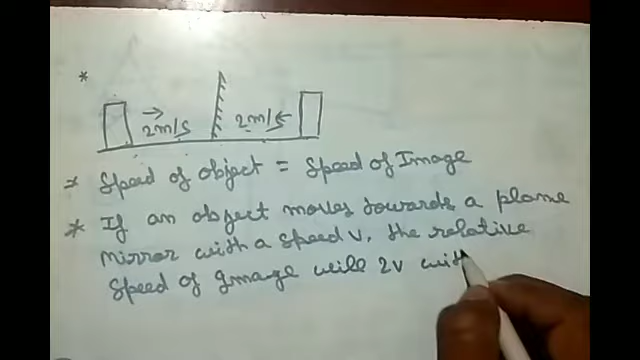 *
2m/s 2m/s
⇒ Speed of object = Speed of Image
* If an object moves towards a plane
mirror with a speed v, the relative
Speed of Image will 2v with